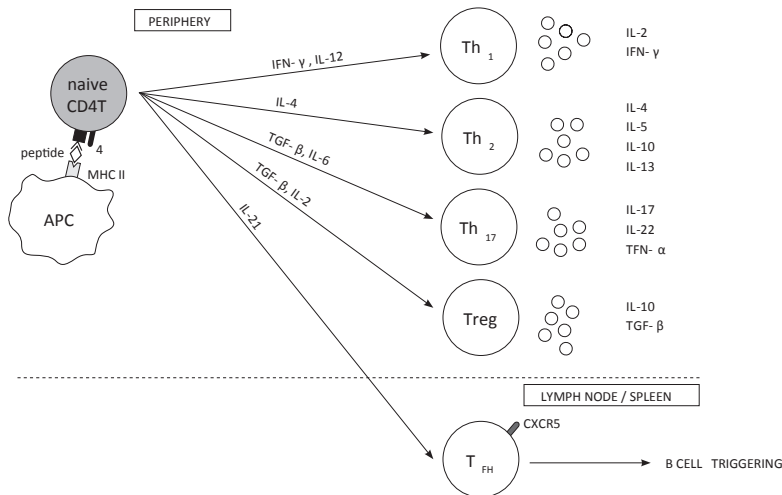 PERIPHERY
naive
CD4T
peptide
4
MHC II
APC
IFN- γ , IL-12
IL-4
TGF- β, IL-6
TGF- β, IL-2
IL-21
Th 1
IL-2
IFN- γ
Th 2
IL-4
IL-5
IL-10
IL-13
Th 17
IL-17
IL-22
TFN- α
Treg
IL-10
TGF- β
LYMPH NODE / SPLEEN
CXCR5
T FH
B CELL TRIGGERING